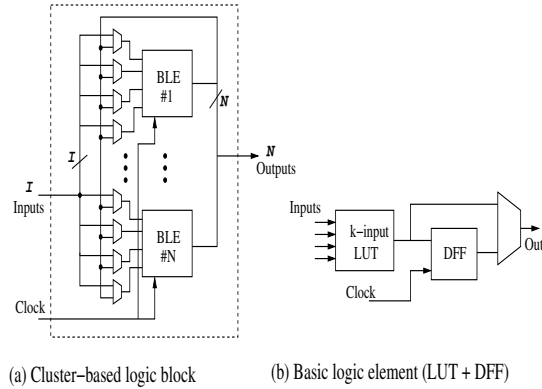 BLE
#1
N
I
N
Outputs
I
Inputs
BLE
#N
Clock
Inputs
k-input
LUT
DFF
Out
Clock
(a) Cluster-based logic block
(b) Basic logic element (LUT + DFF)